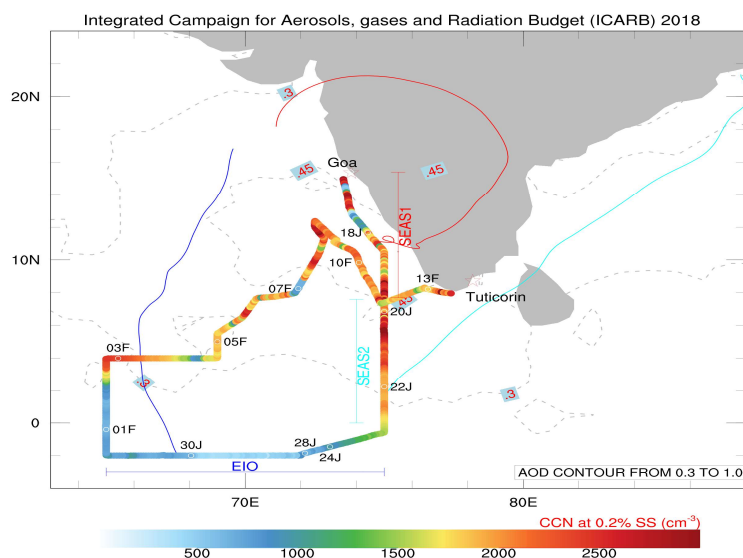 Integrated Campaign for Aerosols, gases and Radiation Budget (ICARB) 2018
20N
.3
.45
Goa
.45
SEAS1
18J
10N
10F
13F
07F
.45
Tuticorin
20J
05F
03F
SEAS2
22J
.3
0
01F
28J
30J
24J
EIO
AOD CONTOUR FROM 0.3 TO 1.0
70E
80E
CCN at 0.2% SS (cm⁻³)
500
1000
1500
2000
2500